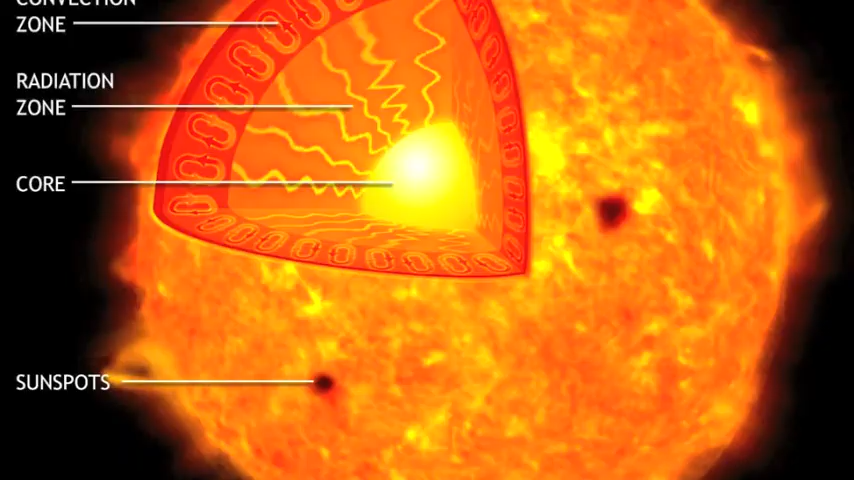 CONVECTION
ZONE
RADIATION
ZONE
CORE
SUNSPOTS